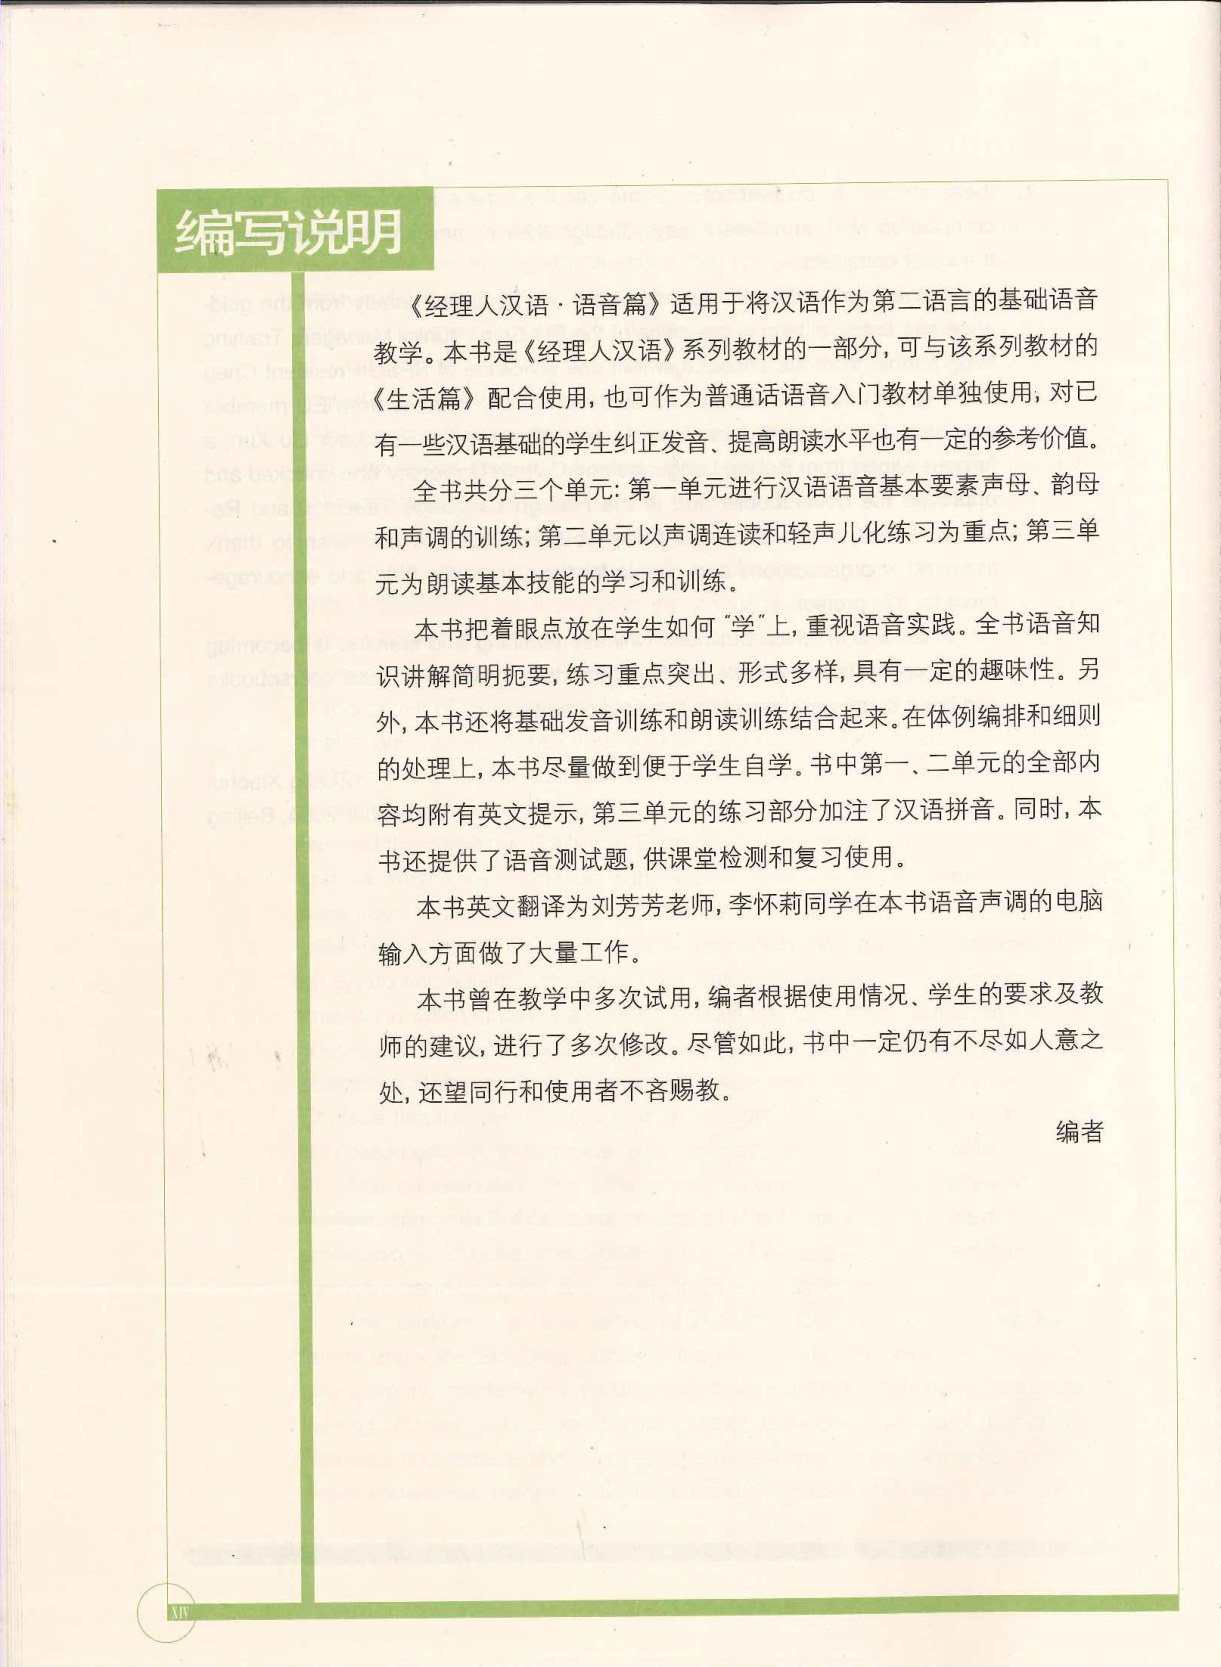 编写说明
《经理人汉语·语音篇》适用于将汉语作为第二语言的基础语音
教学。本书是《经理人汉语》系列教材的一部分，可与该系列教材的
《生活篇》配合使用，也可作为普通话语音入门教材单独使用，对已
有一些汉语基础的学生纠正发音、提高朗读水平也有一定的参考价值。
全书共分三个单元：第一单元进行汉语语音基本要素声母、韵母
和声调的训练；第二单元以声调连读和轻声儿化练习为重点；第三单
元为朗读基本技能的学习和训练。
本书把着眼点放在学生如何“学”上，重视语音实践。全书语音知
识讲解简明扼要，练习重点突出、形式多样，具有一定的趣味性。另
外，本书还将基础发音训练和朗读训练结合起来。在体例编排和细则
的处理上，本书尽量做到便于学生自学。书中第一、二单元的全部内
容均附有英文提示，第三单元的练习部分加注了汉语拼音。同时，本
书还提供了语音测试题，供课堂检测和复习使用。
本书英文翻译为刘芳芳老师，李怀莉同学在本书语音声调的电脑
输入方面做了大量工作。
本书曾在教学中多次试用，编者根据使用情况、学生的要求及教
师的建议，进行了多次修改。尽管如此，书中一定仍有不尽如人意之
处，还望同行和使用者不吝赐教。
编者
XIV